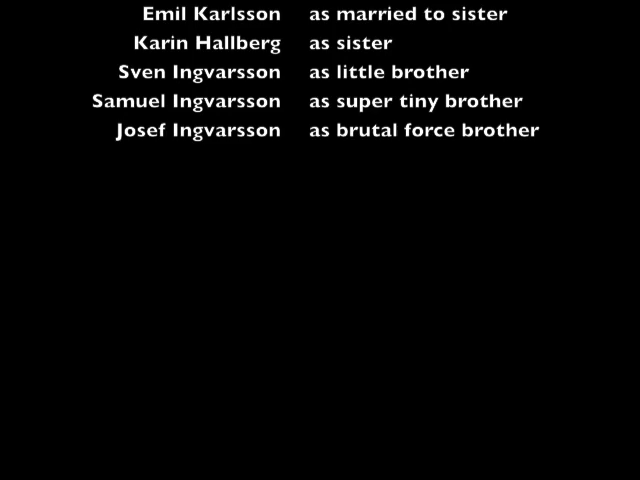 Emil Karlsson as married to sister
Karin Hallberg as sister
Sven Ingvarsson as little brother
Samuel Ingvarsson as super tiny brother
Josef Ingvarsson as brutal force brother